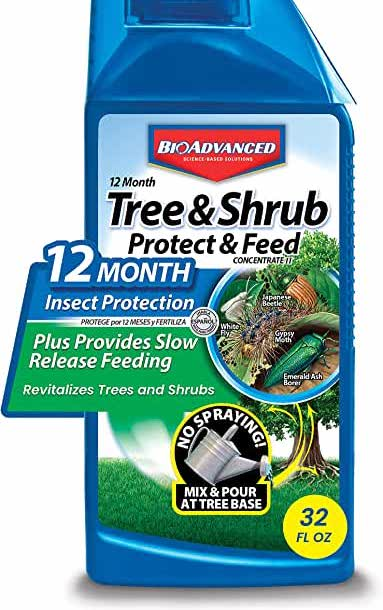 BIOADVANCED
SCIENCE-BASED SOLUTIONS
12 Month
Tree & Shrub
Protect & Feed
CONCENTRATE II
12 MONTH
Insect Protection
PROTEGE por 12 MESES y FERTILIZA
ESPAÑOL
Plus Provides Slow
Release Feeding
Revitalizes Trees and Shrubs
Japanese
Beetle
White
Fly
Gypsy
Moth
Emerald Ash
Borer
NO SPRAYING!
MIX & POUR
AT TREE BASE
32
FL OZ